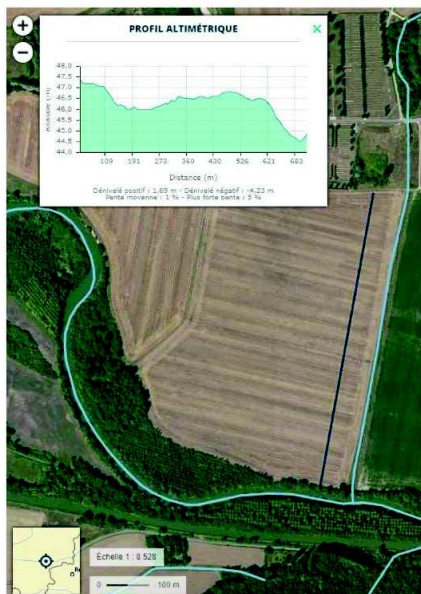 PROFIL ALTIMÉTRIQUE
48.0
47.5
47.0
46.5
46.0
45.5
45.0
44.5
44.0
Altitude (m)
109 191 272 360 430 526 621 692
Distance (m)
Dénivelé positif : 1,69 m - Dénivelé négatif : -4,23 m
Pente moyenne : 1 % - Plus forte pente : 5 %
Échelle 1 : 8 528
0 100 m